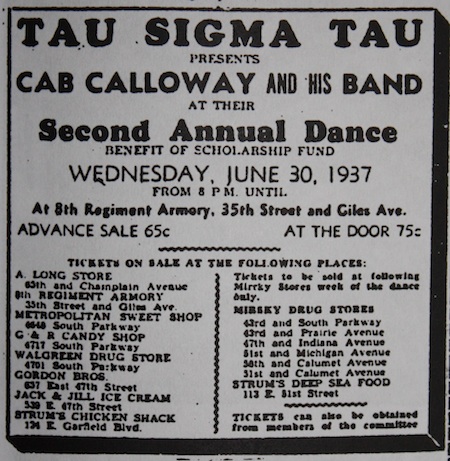 TAU SIGMA TAU
PRESENTS
CAB CALLOWAY AND HIS BAND
AT THEIR
Second Annual Dance
BENEFIT OF SCHOLARSHIP FUND
WEDNESDAY, JUNE 30, 1937
FROM 8 P.M. UNTIL.
At 8th Regiment Armory, 35th Street and Giles Ave.
ADVANCE SALE 65c AT THE DOOR 75c
TICKETS ON SALE AT THE FOLLOWING PLACES:
A. LONG STORE
65th and Champlain Avenue
8th REGIMENT ARMORY
35th Street and Giles Ave.
METROPOLITAN SWEET SHOP
South Parkway
G & R CANDY SHOP
4717 South Parkway
WALGREEN DRUG STORE
4701 South Parkway
GORDON BROS.
637 East 47th Street
JACK & JILL ICE CREAM
539 E. 47th Street
STRUM'S CHICKEN SHACK
E. Garfield Blvd.
Tickets to be sold at following
Mirrky Stores week of the dance
only.
MIRSKY DRUG STORES
43rd and South Parkway
43rd and Prairie Avenue
47th and Indiana Avenue
51st and Michigan Avenue
58th and Calumet Avenue
31st and Calumet Avenue
STRUM'S DEEP SEA FOOD
113 E. 51st Street
TICKETS can also be obtained
from members of the committee